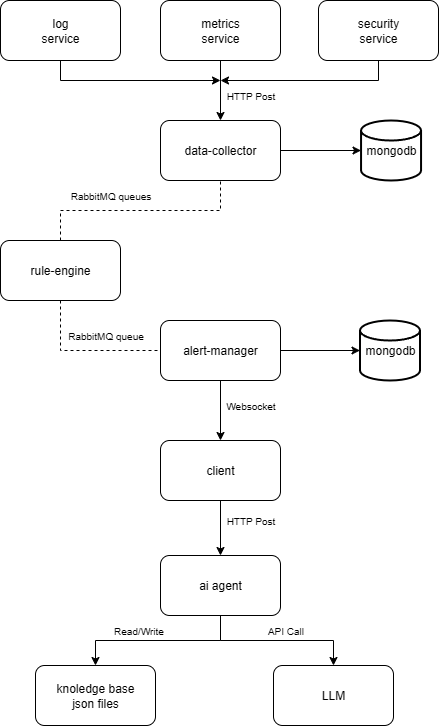 log
service
metrics
service
security
service
HTTP Post
data-collector
mongodb
RabbitMQ queues
rule-engine
RabbitMQ queue
alert-manager
mongodb
Websocket
client
HTTP Post
ai agent
Read/Write
API Call
knoledge base
json files
LLM